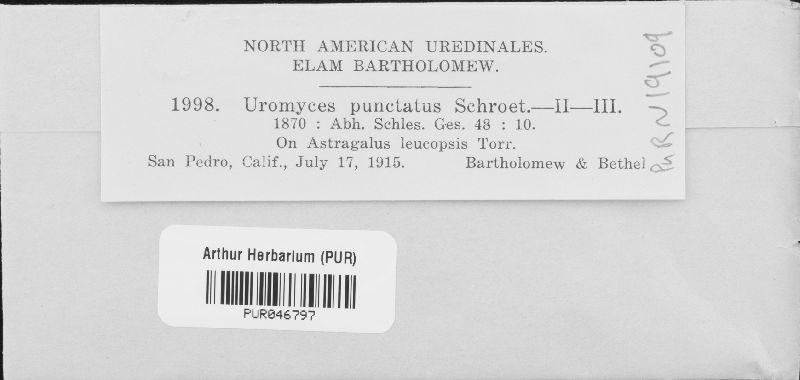 NORTH AMERICAN UREDINALES.
ELAM BARTHOLOMEW.
1998. Uromyces punctatus Schroet.—II—III.
1870 : Abh. Schles. Ges. 48 : 10.
On Astragalus leucopsis Torr.
San Pedro, Calif., July 17, 1915. Bartholomew & Bethel
PUR N19109
Arthur Herbarium (PUR)
PUR046797